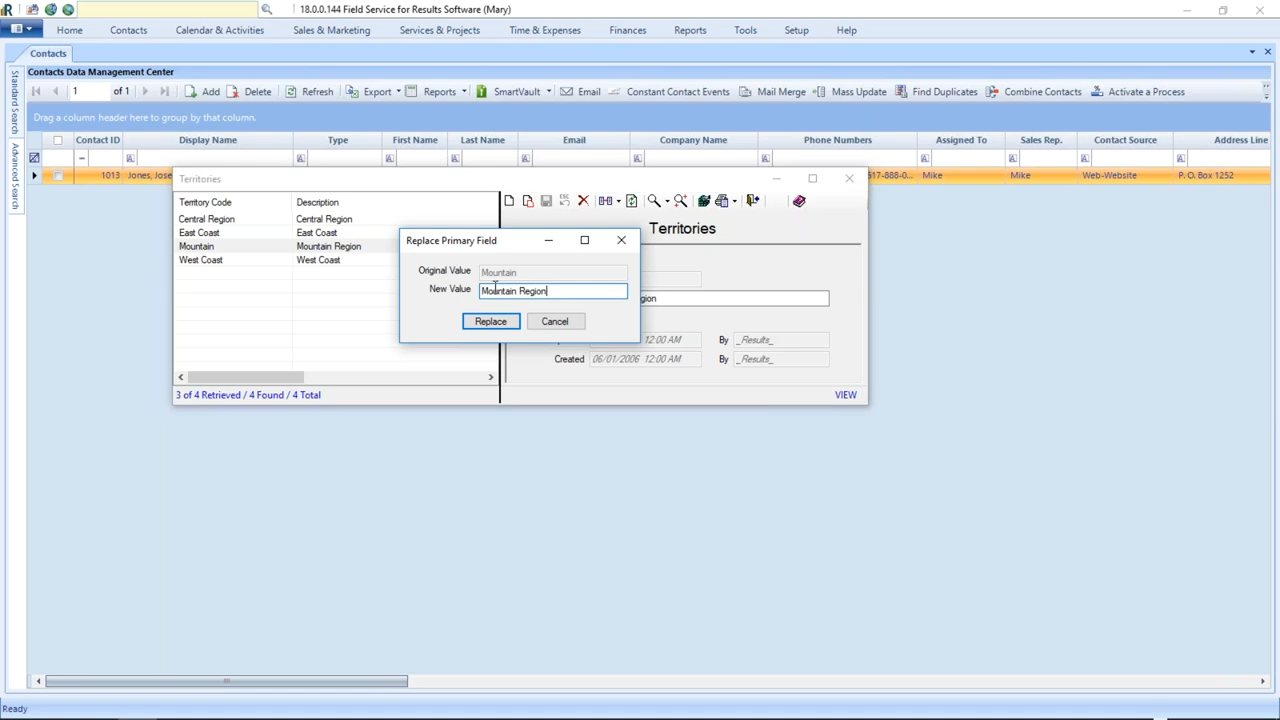 18.0.0.144 Field Service for Results Software (Mary)
Home Contacts Calendar & Activities Sales & Marketing Services & Projects Time & Expenses Finances Reports Tools Setup Help
Contacts
Contacts Data Management Center
1 of 1 Add Delete Refresh Export Reports SmartVault Email Constant Contact Events Mail Merge Mass Update Find Duplicates Combine Contacts Activate a Process
Standard Search
Advanced Search
Drag a column header here to group by that column.
Contact ID Display Name Type First Name Last Name Email Company Name Phone Numbers Assigned To Sales Rep. Contact Source Address Line
1013 Jones, Jose 617-888-0... Mike Mike Web-Website P. O. Box 1252
Territories
Territory Code Description
Central Region Central Region
East Coast East Coast
Mountain Mountain Region
West Coast West Coast
3 of 4 Retrieved / 4 Found / 4 Total
Territories
gion
12:00 AM By _Results_
Created 06/01/2006 12:00 AM By _Results_
VIEW
Replace Primary Field
Original Value Mountain
New Value Mountain Region
Replace Cancel
Ready